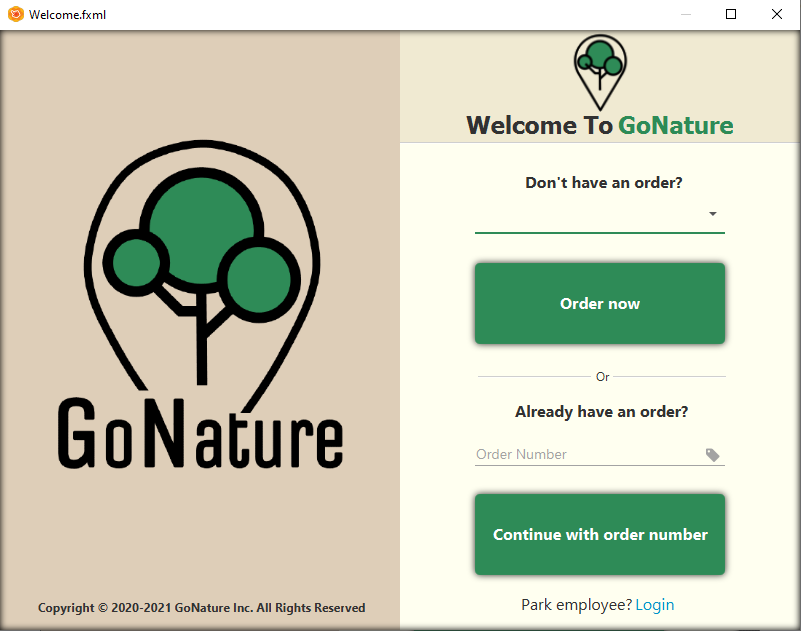 Welcome.fxml
GoNature
Copyright © 2020-2021 GoNature Inc. All Rights Reserved
Welcome To GoNature
Don't have an order?
Order now
Or
Already have an order?
Order Number
Continue with order number
Park employee? Login